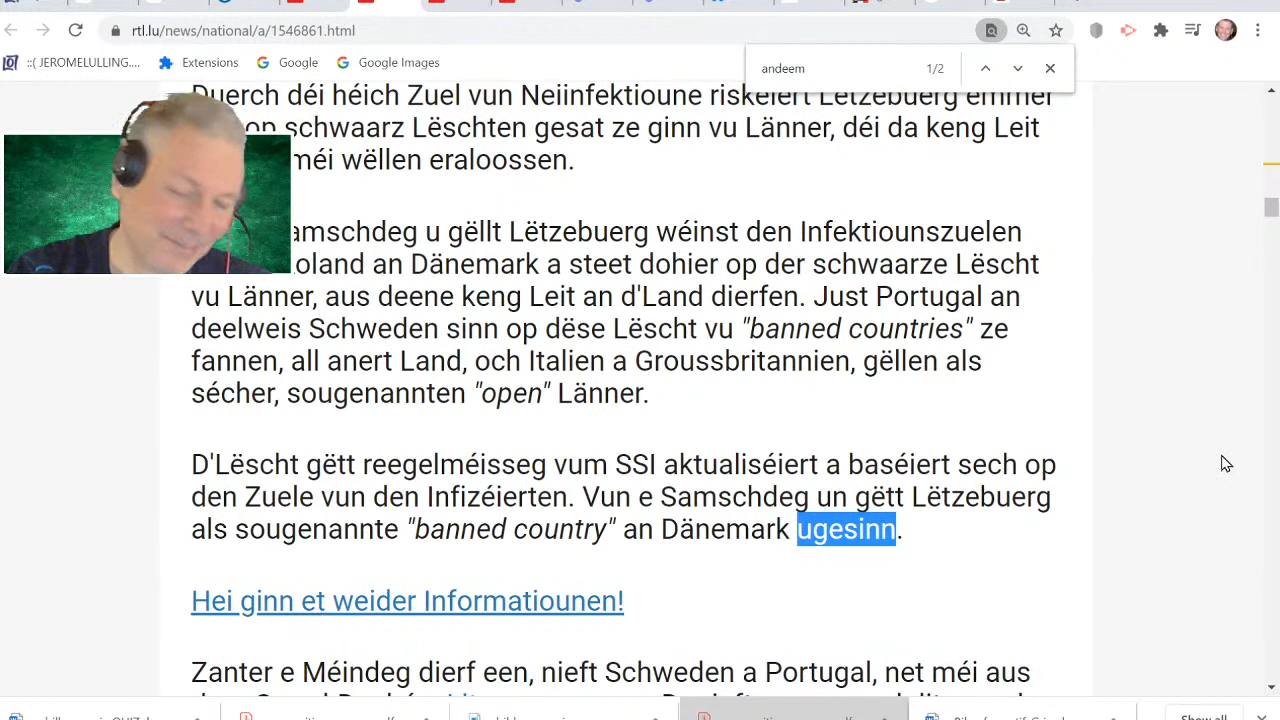 rtl.lu/news/national/a/1546861.html
::( JEROMELULLING....
Extensions
Google
Google Images
andeem
1/2
Duerch déi héich Zuel vun Neiinfektioune riskéiert Lëtzebuerg ëmmer
op schwaarz Lëschten gesat ze ginn vu Länner, déi da keng Leit
méi wëllen eraloossen.
amschdeg u gëllt Lëtzebuerg wéinst den Infektiounszuelen
oland an Dänemark a steet dohier op der schwaarze Lëscht
vu Länner, aus deene keng Leit an d'Land dierfen. Just Portugal an
deelweis Schweden sinn op dëse Lëscht vu "banned countries" ze
fannen, all anert Land, och Italien a Groussbritannien, gëllen als
sécher, sougenannten "open" Länner.
D'Lëscht gëtt reegelméisseg vum SSI aktualiséiert a baséiert sech op
den Zuele vun den Infizéierten. Vun e Samschdeg un gëtt Lëtzebuerg
als sougenannte "banned country" an Dänemark ugesinn.
Hei ginn et weider Informatiounen!
Zanter e Méindeg dierf een, nieft Schweden a Portugal, net méi aus
Show all